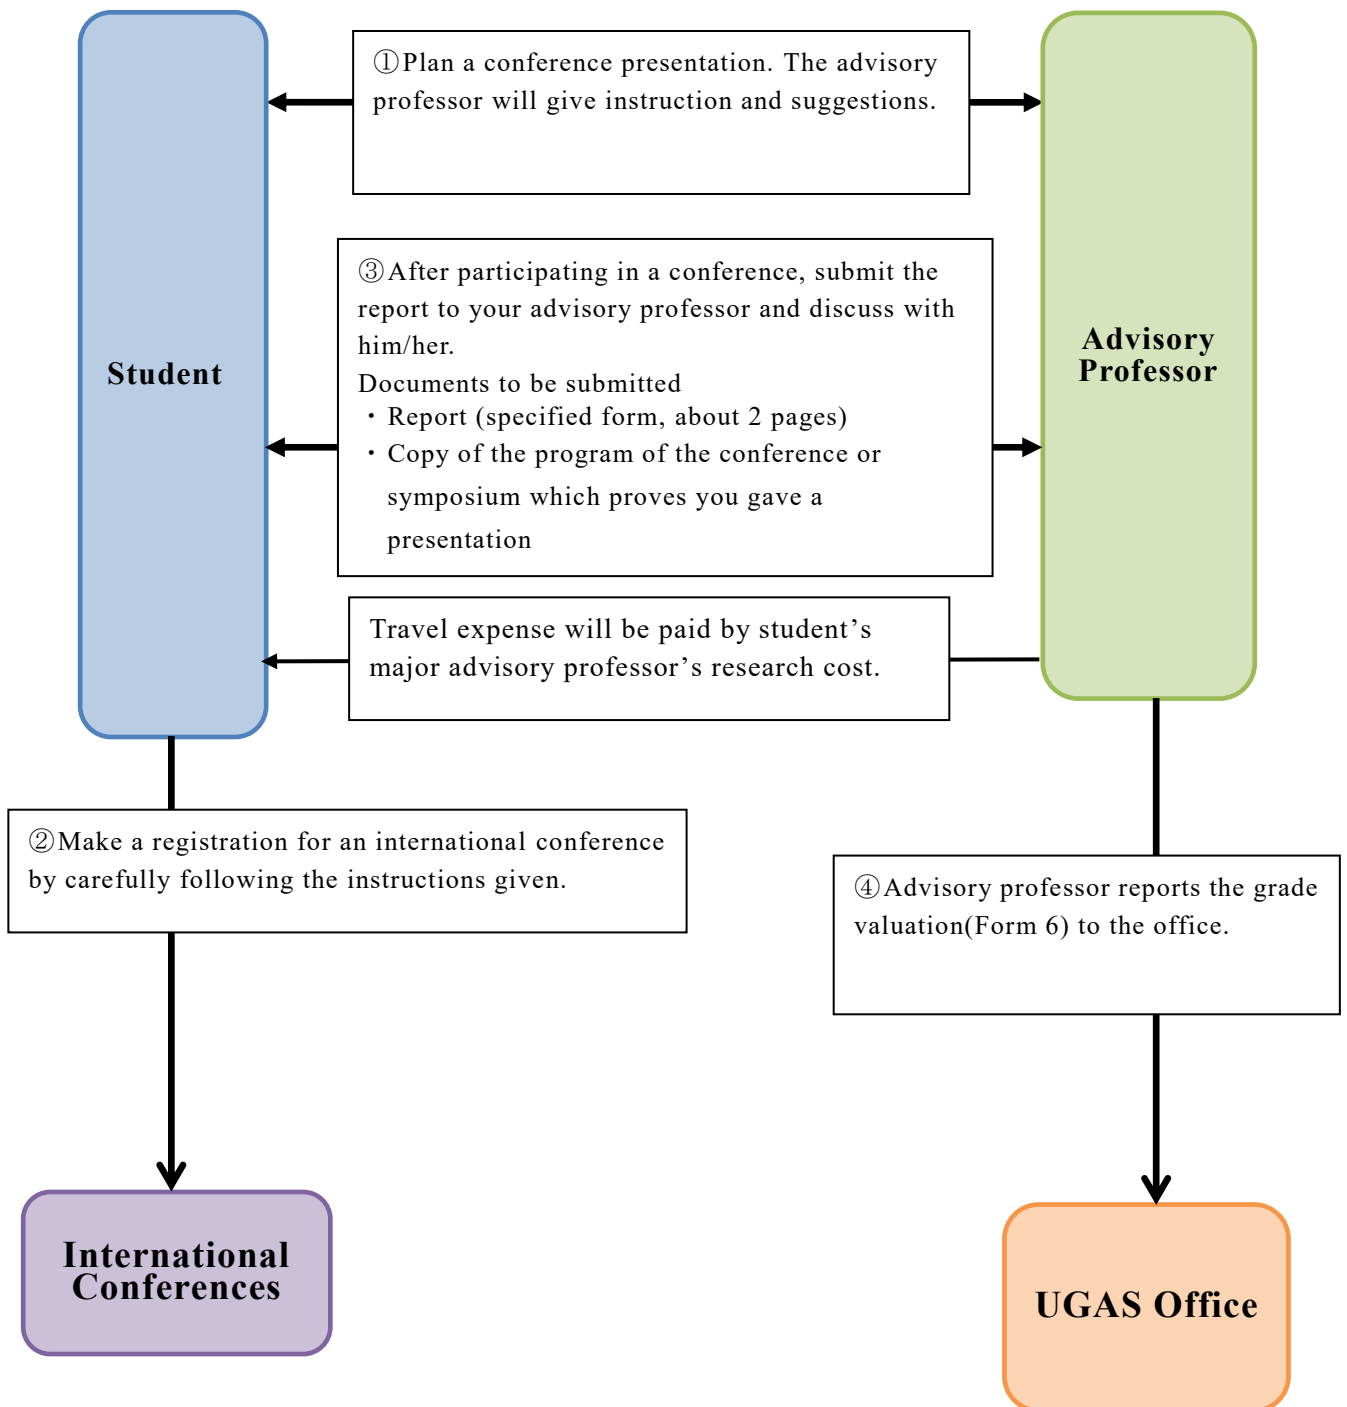 ①Plan a conference presentation. The advisory
professor will give instruction and suggestions.
③After participating in a conference, submit the
report to your advisory professor and discuss with
him/her.
Documents to be submitted
・Report (specified form, about 2 pages)
・Copy of the program of the conference or
symposium which proves you gave a
presentation
Student
Advisory
Professor
Travel expense will be paid by student’s
major advisory professor’s research cost.
②Make a registration for an international conference
by carefully following the instructions given.
④Advisory professor reports the grade
valuation(Form 6) to the office.
International
Conferences
UGAS Office